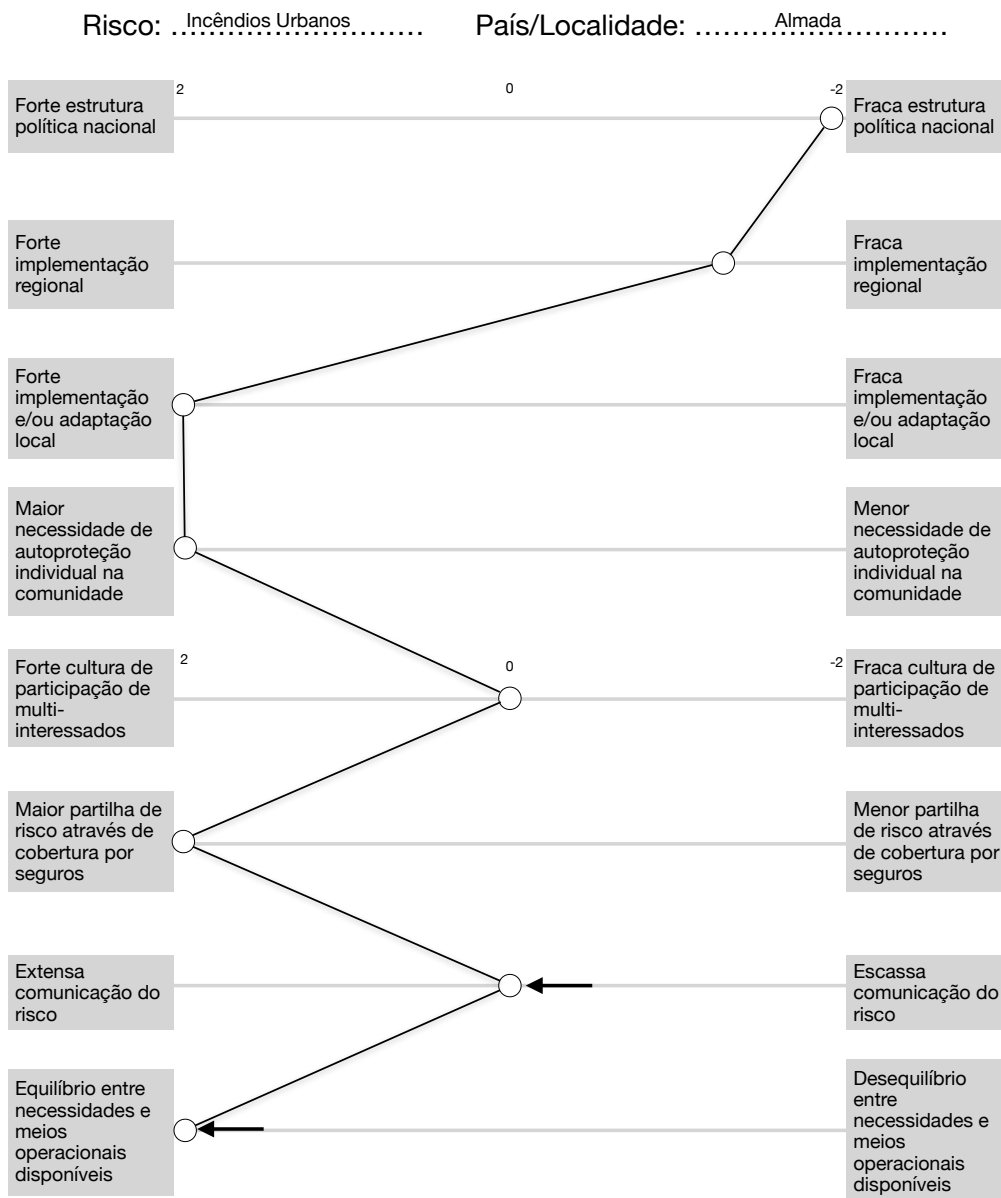 Risco: ........................... País/Localidade: ...........................
Incêndios Urbanos
Almada
2
0
-2
Forte estrutura
política nacional
Fraca estrutura
política nacional
Forte
implementação
regional
Fraca
implementação
regional
Forte
implementação
e/ou adaptação
local
Fraca
implementação
e/ou adaptação
local
Maior
necessidade de
autoproteção
individual na
comunidade
Menor
necessidade de
autoproteção
individual na
comunidade
2
0
-2
Forte cultura de
participação de
multi-
interessados
Fraca cultura de
participação de
multi-
interessados
Maior partilha de
risco através de
cobertura por
seguros
Menor partilha
de risco através
de cobertura por
seguros
Extensa
comunicação do
risco
Escassa
comunicação do
risco
Equilíbrio entre
necessidades e
meios
operacionais
disponíveis
Desequilíbrio
entre
necessidades e
meios
operacionais
disponíveis